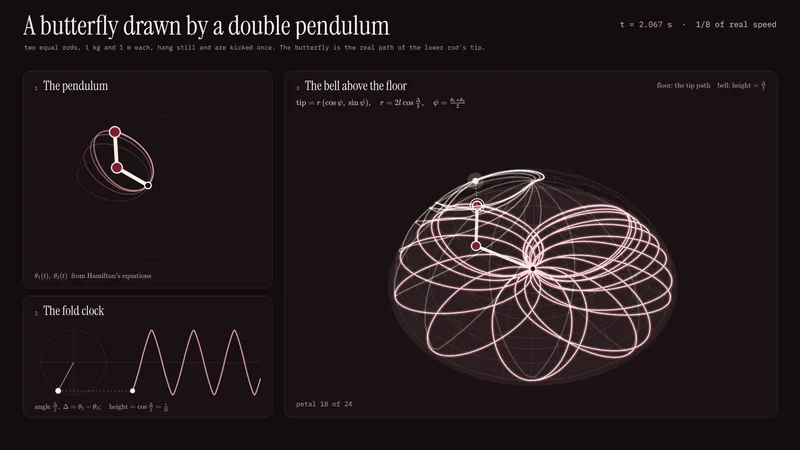 A butterfly drawn by a double pendulum
t = 2.067 s · 1/8 of real speed
two equal rods, 1 kg and 1 m each, hang still and are kicked once. The butterfly is the real path of the lower rod's tip.
1 The pendulum
θ₁(t), θ₂(t) from Hamilton's equations
2 The fold clock
angle Δ/2, Δ = θ₁ − θ₂; height = cos Δ/2 = r/2l
3 The bell above the floor
floor: the tip path bell: height = Δ/2
tip = r (cos ψ, sin ψ), r = 2l cos Δ/2, ψ = θ₁+θ₂/2
petal 18 of 24